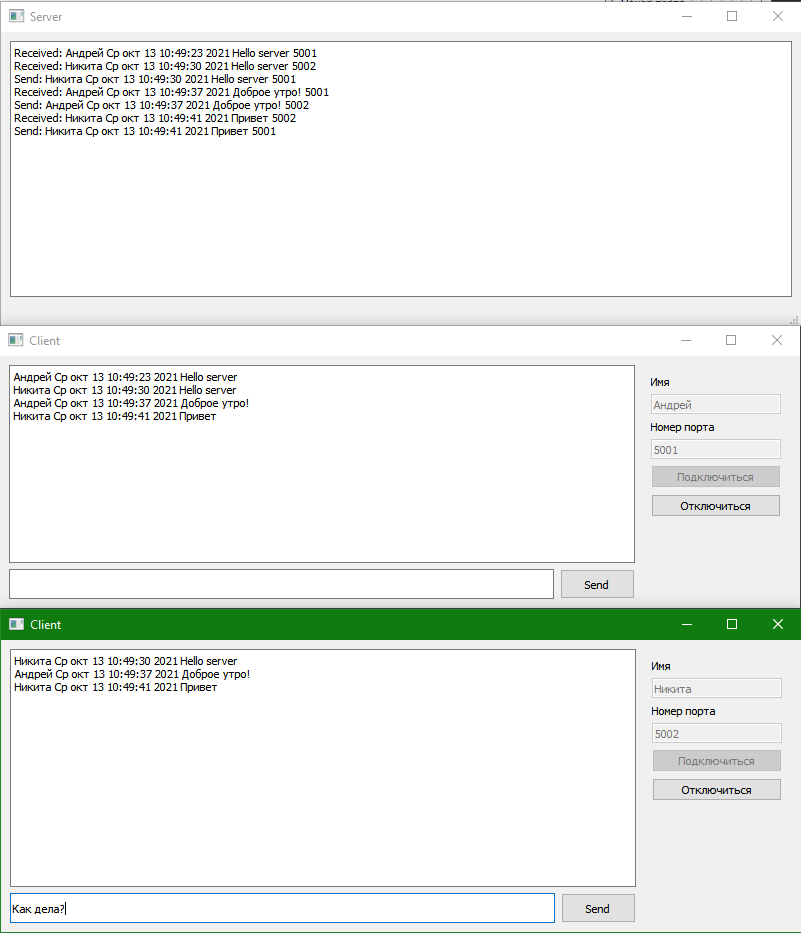 Server
Received: Андрей Ср окт 13 10:49:23 2021 Hello server 5001
Received: Никита Ср окт 13 10:49:30 2021 Hello server 5002
Send: Никита Ср окт 13 10:49:30 2021 Hello server 5001
Received: Андрей Ср окт 13 10:49:37 2021 Доброе утро! 5001
Send: Андрей Ср окт 13 10:49:37 2021 Доброе утро! 5002
Received: Никита Ср окт 13 10:49:41 2021 Привет 5002
Send: Никита Ср окт 13 10:49:41 2021 Привет 5001
Client
Андрей Ср окт 13 10:49:23 2021 Hello server
Никита Ср окт 13 10:49:30 2021 Hello server
Андрей Ср окт 13 10:49:37 2021 Доброе утро!
Никита Ср окт 13 10:49:41 2021 Привет
Имя
Андрей
Номер порта
5001
Подключиться
Отключиться
Send
Client
Никита Ср окт 13 10:49:30 2021 Hello server
Андрей Ср окт 13 10:49:37 2021 Доброе утро!
Никита Ср окт 13 10:49:41 2021 Привет
Имя
Никита
Номер порта
5002
Подключиться
Отключиться
Как дела?
Send